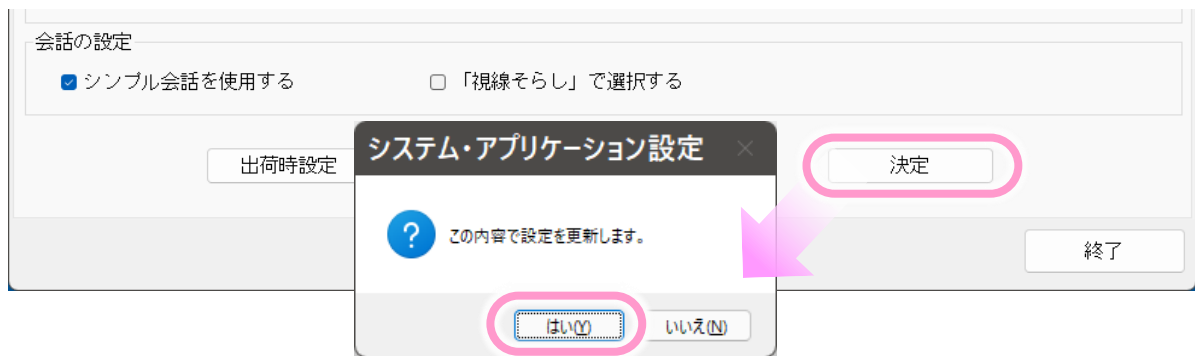 会話の設定
シンプル会話を使用する
「視線そらし」で選択する
出荷時設定
システム・アプリケーション設定
決定
この内容で設定を更新します。
終了
はい(Y)
いいえ(N)